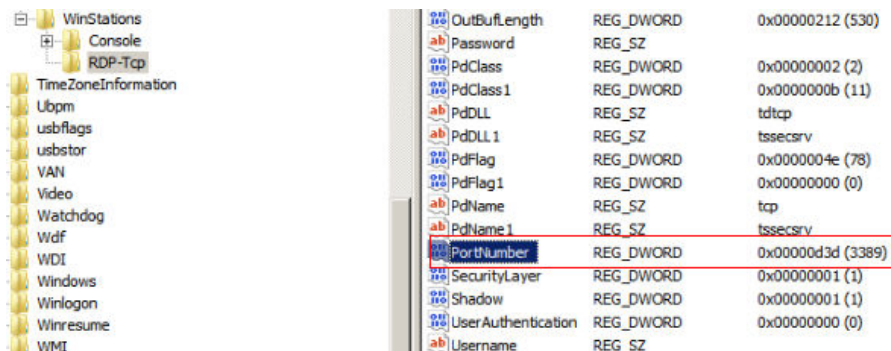 WinStations
Console
RDP-Tcp
TimeZoneInformation
Ubpm
usbflags
usbstor
VAN
Video
Watchdog
Wdf
WDI
Windows
Winlogon
Winresume
WMI
OutBufLength REG_DWORD 0x00000212 (530)
Password REG_SZ
PdClass REG_DWORD 0x00000002 (2)
PdClass1 REG_DWORD 0x0000000b (11)
PdDLL REG_SZ tdtcp
PdDLL1 REG_SZ tssecsrv
PdFlag REG_DWORD 0x0000004e (78)
PdFlag1 REG_DWORD 0x00000000 (0)
PdName REG_SZ tcp
PdName1 REG_SZ tssecsrv
PortNumber REG_DWORD 0x00000d3d (3389)
SecurityLayer REG_DWORD 0x00000001 (1)
Shadow REG_DWORD 0x00000001 (1)
UserAuthentication REG_DWORD 0x00000000 (0)
Username REG_SZ